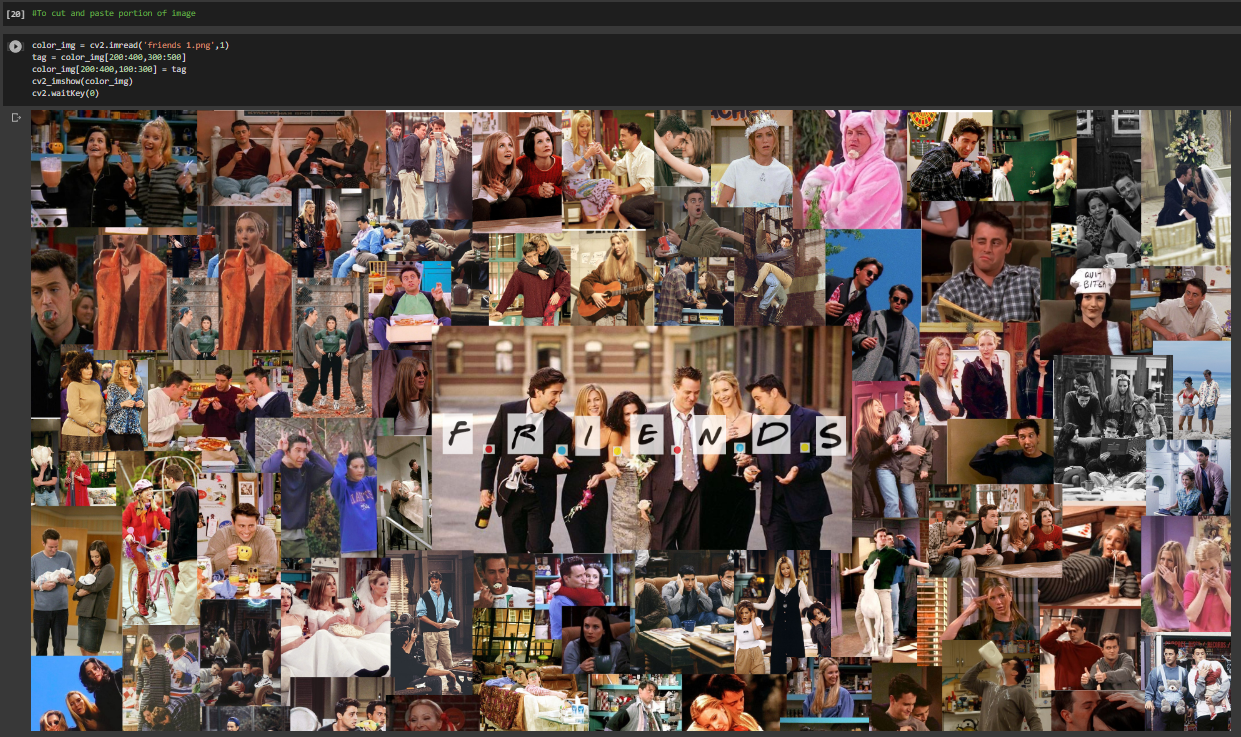 [20] #To cut and paste portion of image
color_img = cv2.imread('friends 1.png',1)
tag = color_img[200:400,300:500]
color_img[200:400,100:300] = tag
cv2_imshow(color_img)
cv2.waitKey(0)
QUIT
BITCH
F.R.I.E.N.D.S